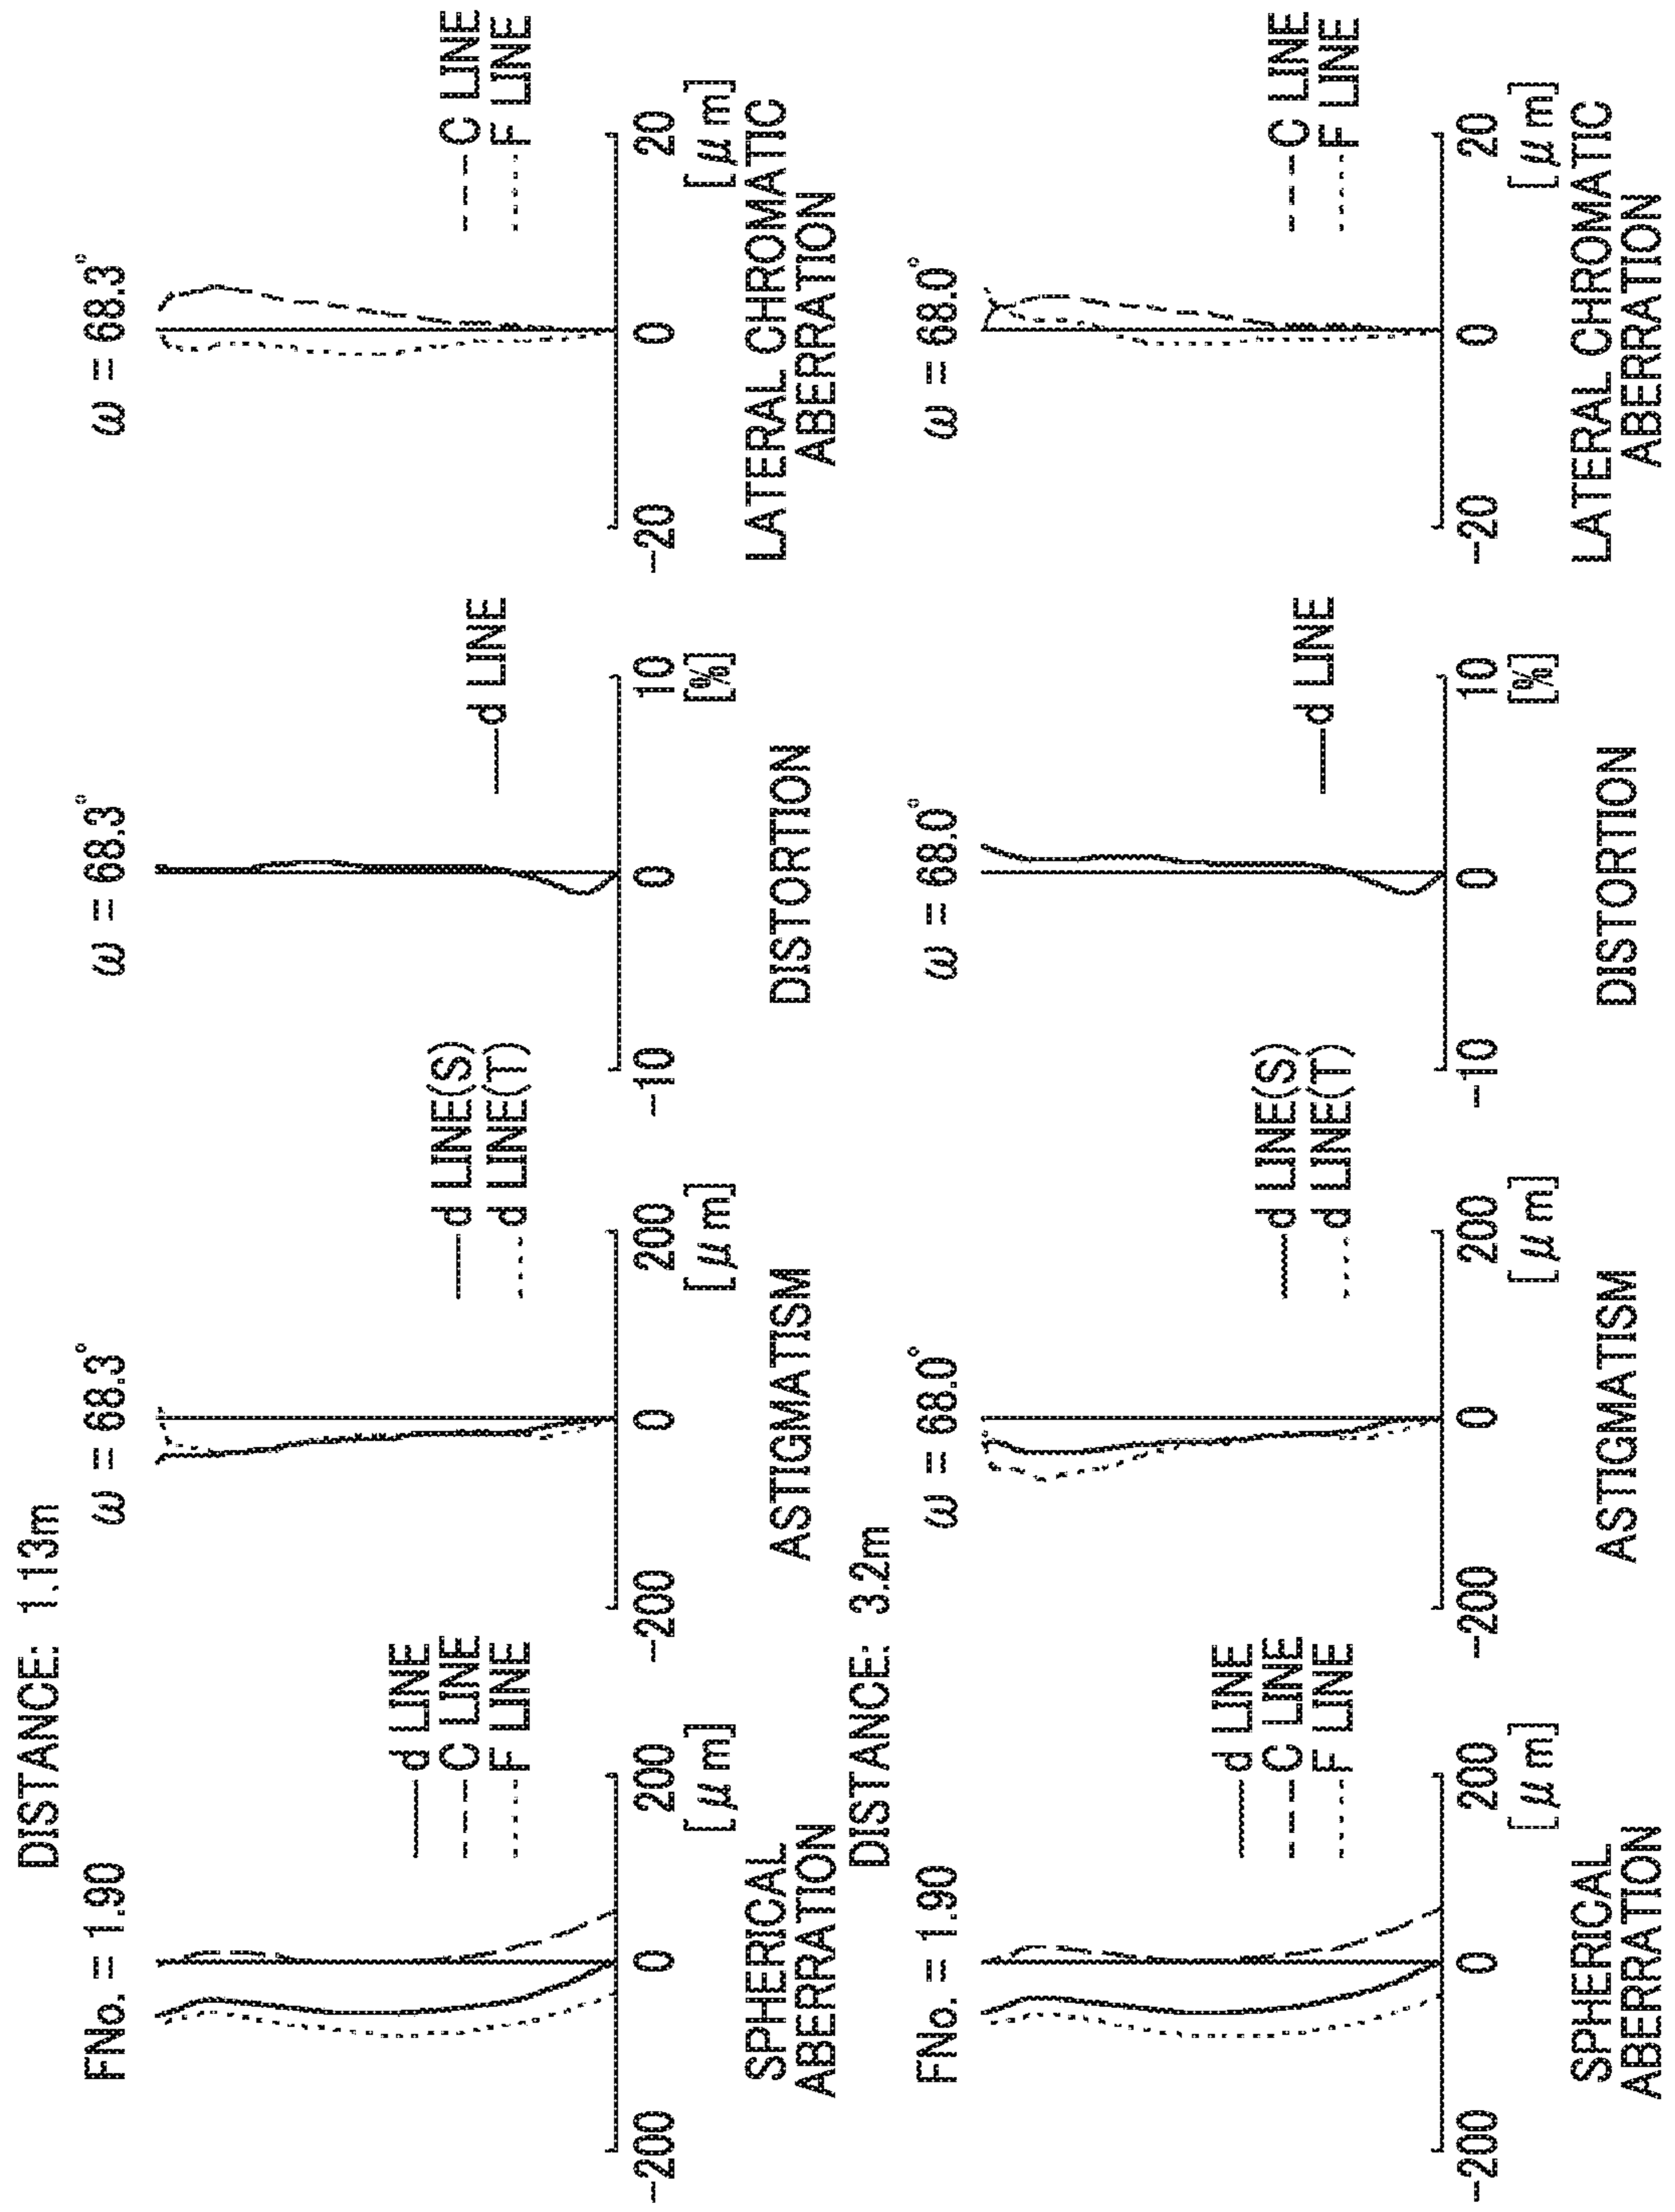 DISTANCE: 1.13m
FNo. = 1.90
d LINE
C LINE
F LINE
-200
0
200
[μm]
SPHERICAL
ABERRATION
ω = 68.3°
d LINE(S)
d LINE(T)
-200
0
200
[μm]
ASTIGMATISM
ω = 68.3°
d LINE
-10
0
10
[%]
DISTORTION
ω = 68.3°
C LINE
F LINE
-20
0
20
[μm]
LATERAL CHROMATIC
ABERRATION
DISTANCE: 3.2m
FNo. = 1.90
d LINE
C LINE
F LINE
-200
0
200
[μm]
SPHERICAL
ABERRATION
ω = 68.0°
d LINE(S)
d LINE(T)
-200
0
200
[μm]
ASTIGMATISM
ω = 68.0°
d LINE
-10
0
10
[%]
DISTORTION
ω = 68.0°
C LINE
F LINE
-20
0
20
[μm]
LATERAL CHROMATIC
ABERRATION